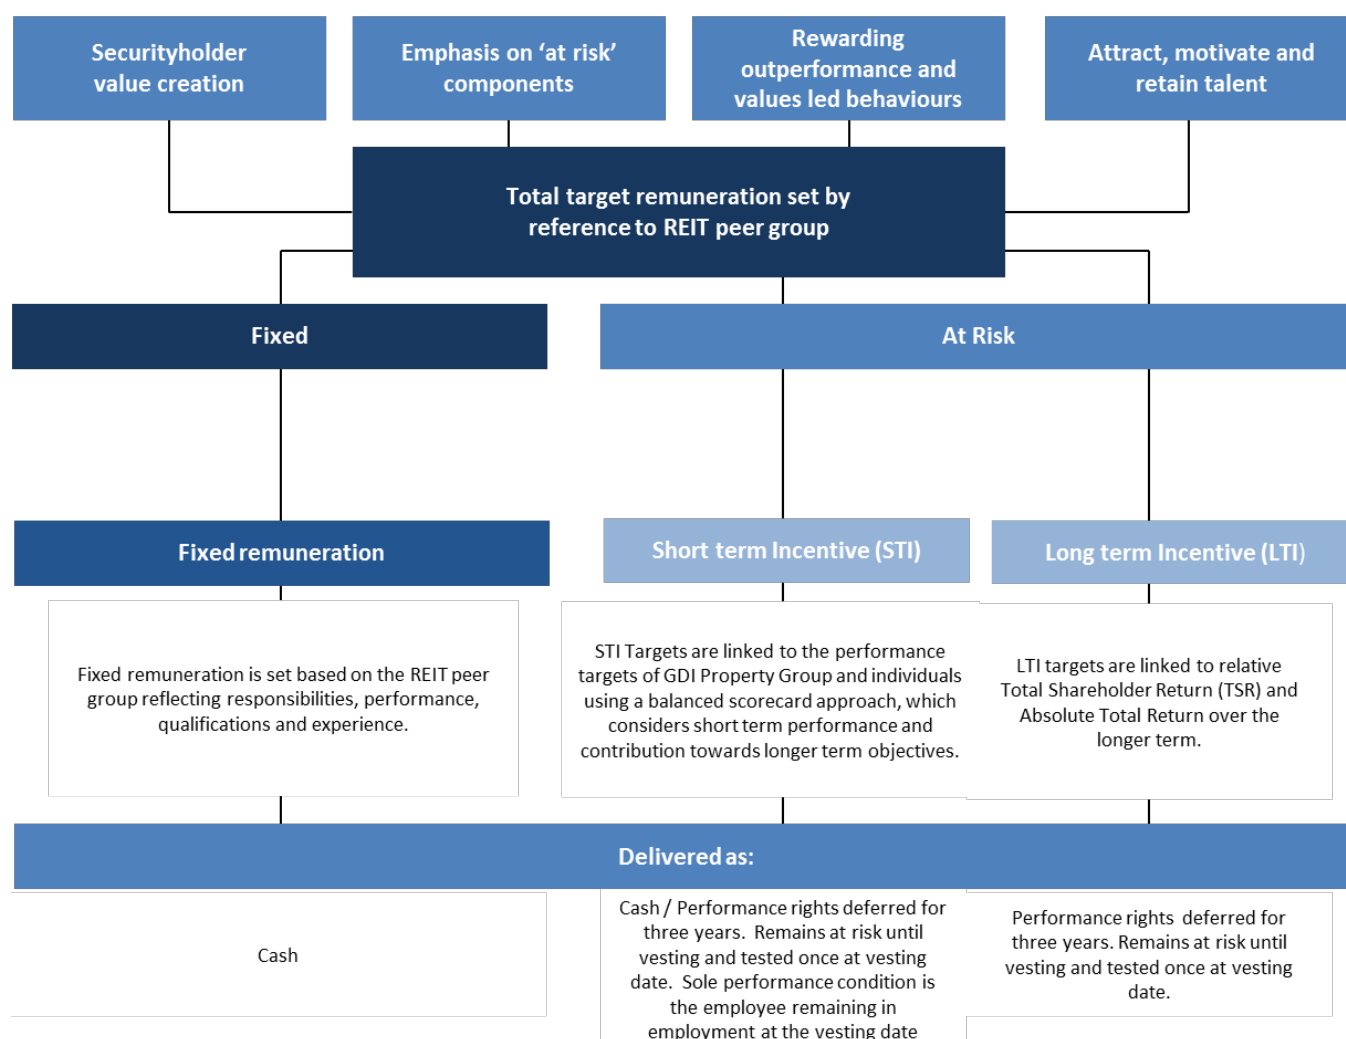 Securityholder
value creation
Emphasis on ‘at risk’
components
Rewarding
outperformance and
values led behaviours
Attract, motivate and
retain talent
Total target remuneration set by
reference to REIT peer group
Fixed
At Risk
Fixed remuneration
Short term Incentive (STI)
Long term Incentive (LTI)
Fixed remuneration is set based on the REIT peer
group reflecting responsibilities, performance,
qualifications and experience.
STI Targets are linked to the performance
targets of GDI Property Group and individuals
using a balanced scorecard approach, which
considers short term performance and
contribution towards longer term objectives.
LTI targets are linked to relative
Total Shareholder Return (TSR) and
Absolute Total Return over the
longer term.
Delivered as:
Cash
Cash / Performance rights deferred for
three years. Remains at risk until
vesting and tested once at vesting
date. Sole performance condition is
the employee remaining in
employment at the vesting date
Performance rights deferred for
three years. Remains at risk until
vesting and tested once at vesting
date.